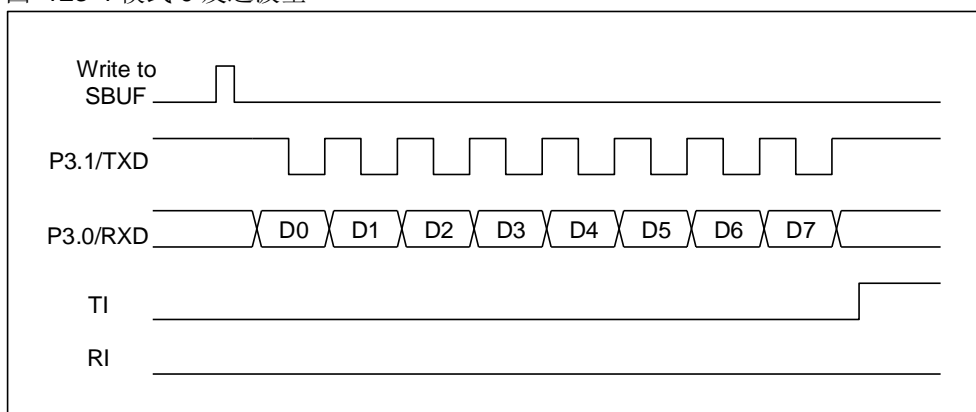 Write to
SBUF
P3.1/TXD
P3.0/RXD D0 D1 D2 D3 D4 D5 D6 D7
TI
RI